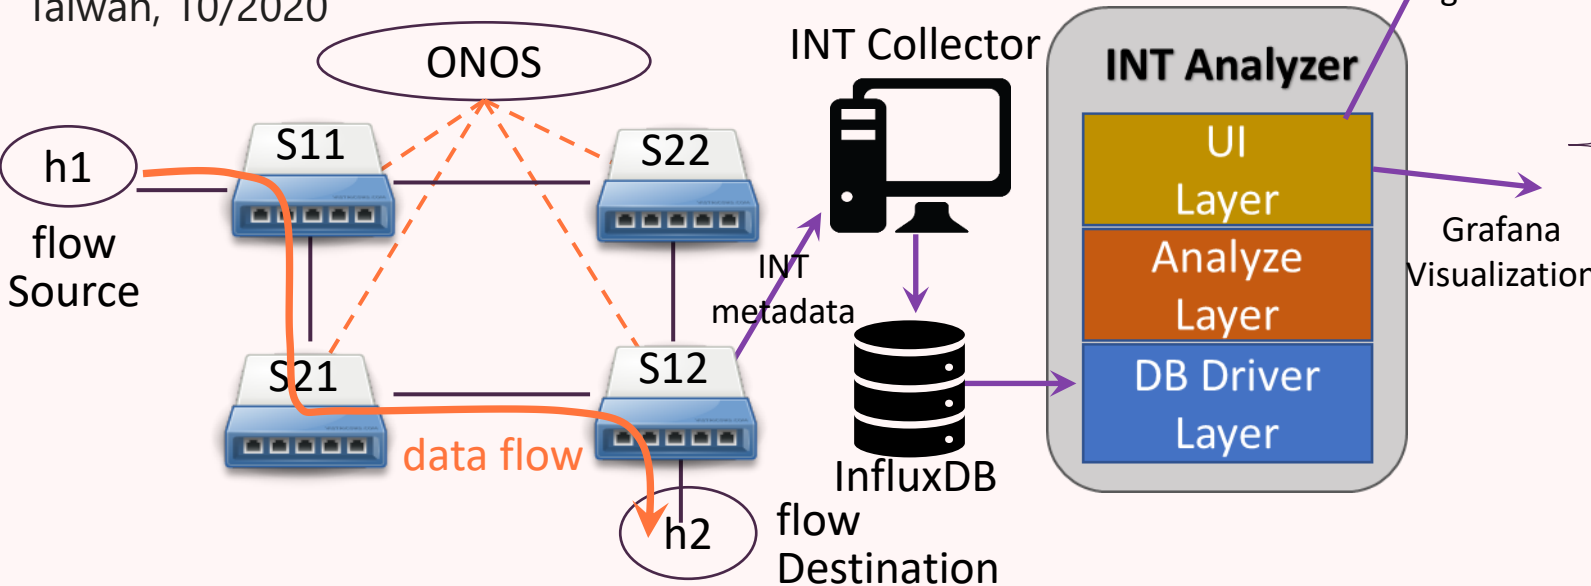 Taiwan, 10/2020
ONOS
INT Collector
INT Analyzer
h1
S11
S22
UI
Layer
flow
Source
Grafana
Visualization
INT
metadata
Analyze
Layer
S21
S12
DB Driver
Layer
data flow
InfluxDB
h2
flow
Destination